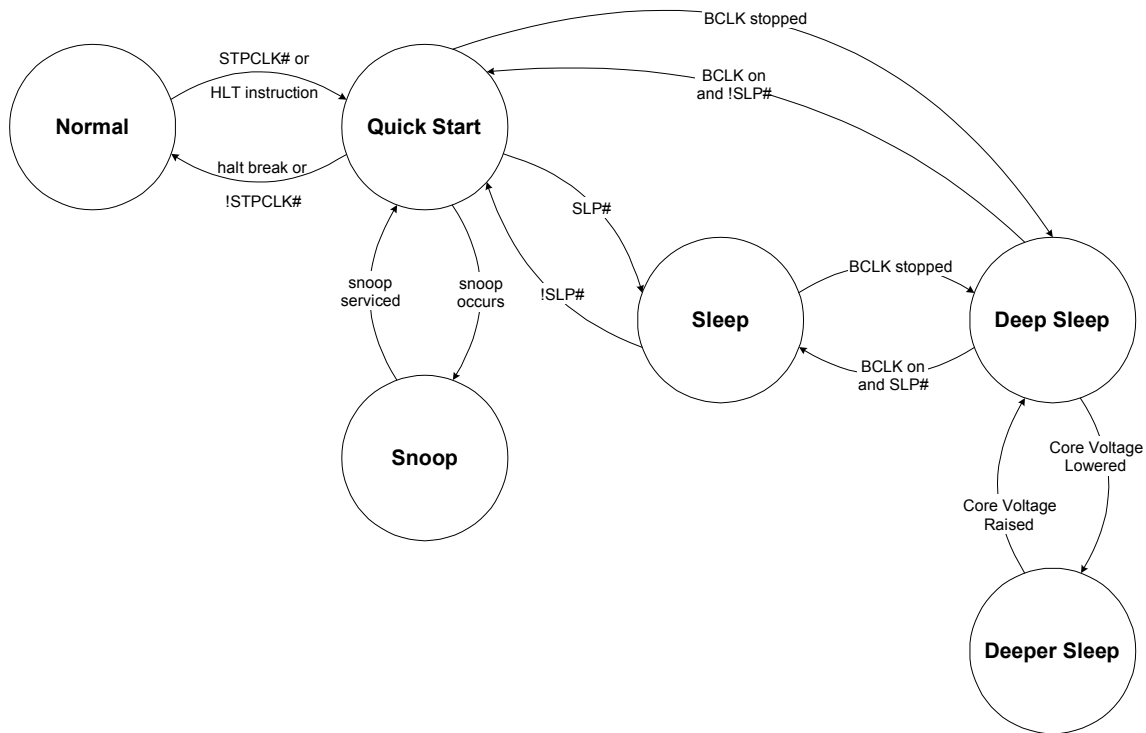 BCLK stopped
STPCLK# or
HLT instruction
BCLK on
and !SLP#
Normal
Quick Start
halt break or
!STPCLK#
SLP#
snoop
serviced
snoop
occurs
!SLP#
BCLK stopped
Sleep
Deep Sleep
BCLK on
and SLP#
Snoop
Core Voltage
Lowered
Core Voltage
Raised
Deeper Sleep